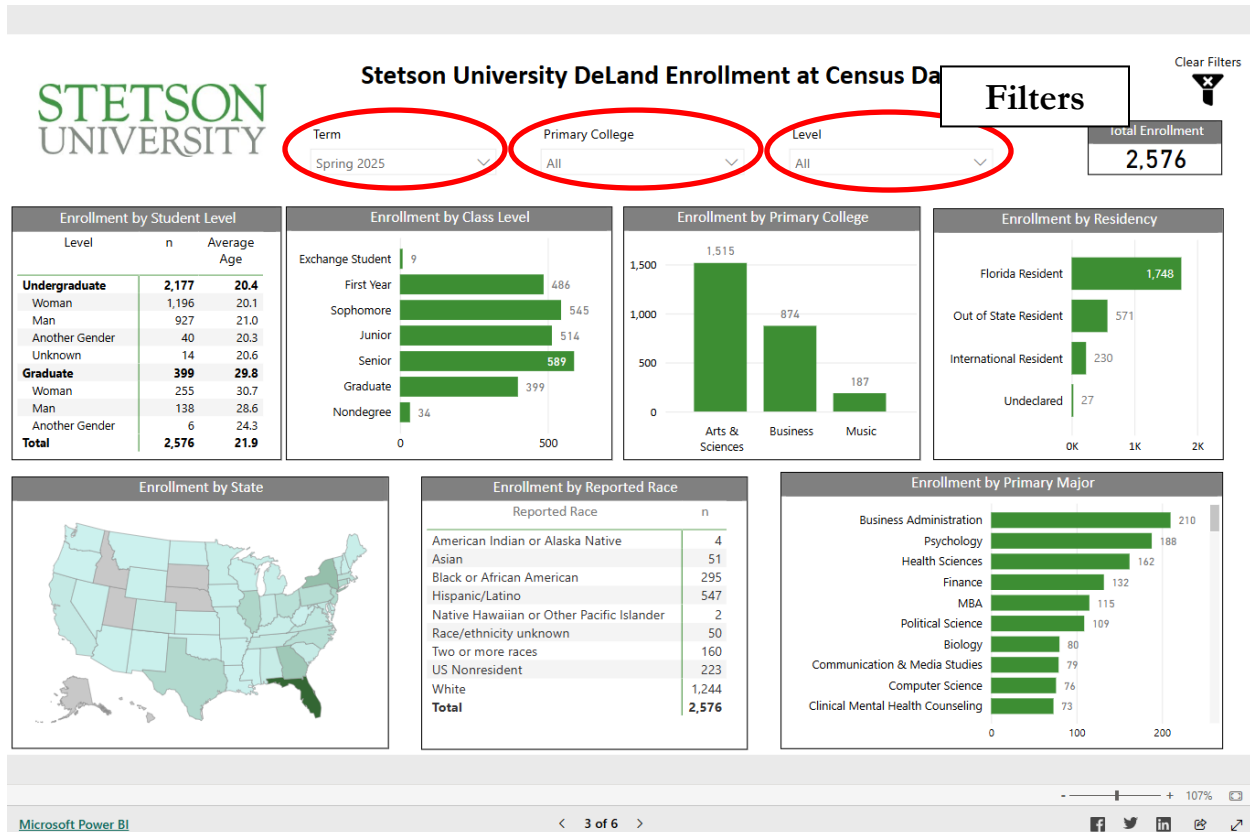 Clear Filters
Stetson University DeLand Enrollment at Census Da
Filters
STETSON
UNIVERSITY
Term
Primary College
Level
Spring 2025
All
All
Total Enrollment
2,576
Enrollment by Student Level
Level n Average Age
Undergraduate 2,177 20.4
Woman 1,196 20.1
Man 927 21.0
Another Gender 40 20.3
Unknown 14 20.6
Graduate 399 29.8
Woman 255 30.7
Man 138 28.6
Another Gender 6 24.3
Total 2,576 21.9
Enrollment by Class Level
Exchange Student 9
First Year 486
Sophomore 545
Junior 514
Senior 589
Graduate 399
Nondegree 34
0 500
Enrollment by Primary College
1,515
1,500
1,000
874
500
187
0
Arts & Sciences
Business
Music
Enrollment by Residency
Florida Resident 1,748
Out of State Resident 571
International Resident 230
Undeclared 27
0K 1K 2K
Enrollment by State
Enrollment by Reported Race
Reported Race n
American Indian or Alaska Native 4
Asian 51
Black or African American 295
Hispanic/Latino 547
Native Hawaiian or Other Pacific Islander 2
Race/ethnicity unknown 50
Two or more races 160
US Nonresident 223
White 1,244
Total 2,576
Enrollment by Primary Major
Business Administration 210
Psychology 188
Health Sciences 162
Finance 132
MBA 115
Political Science 109
Biology 80
Communication & Media Studies 79
Computer Science 76
Clinical Mental Health Counseling 73
0 100 200
- + 107%
Microsoft Power BI
< 3 of 6 >